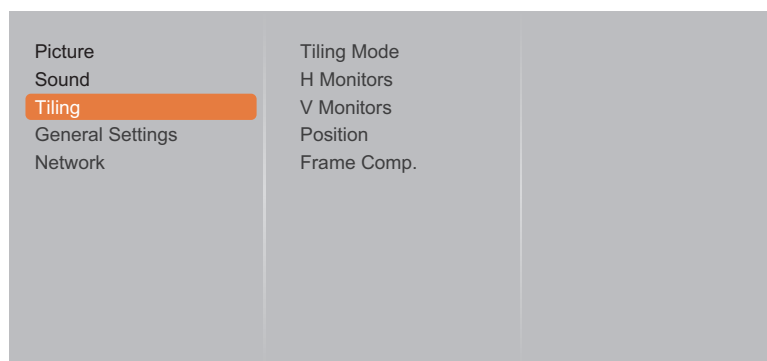 Picture
Sound
Tiling
General Settings
Network
Tiling Mode
H Monitors
V Monitors
Position
Frame Comp.